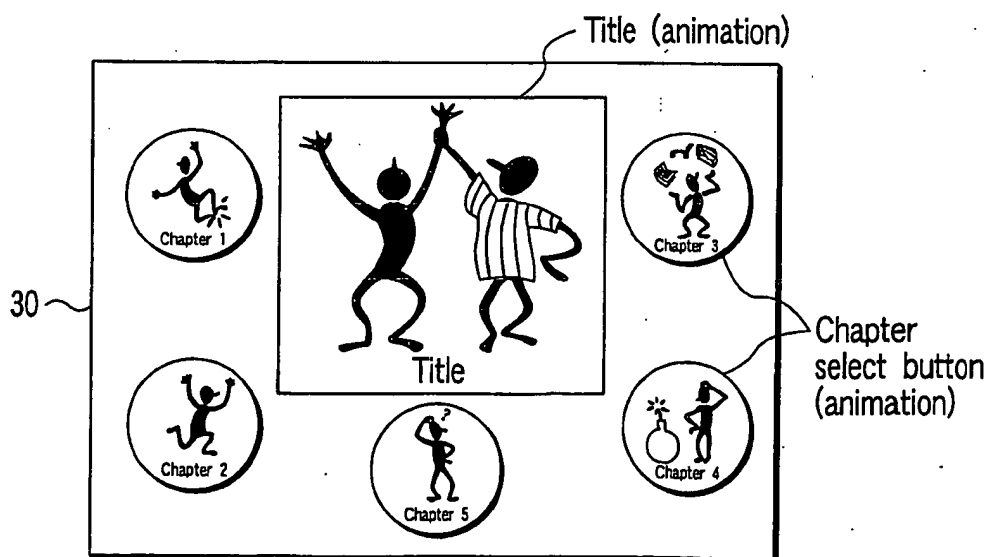 Title (animation)
Chapter 1
Chapter 3
30
Title
Chapter
select button
(animation)
Chapter 2
?
Chapter 4
Chapter 5